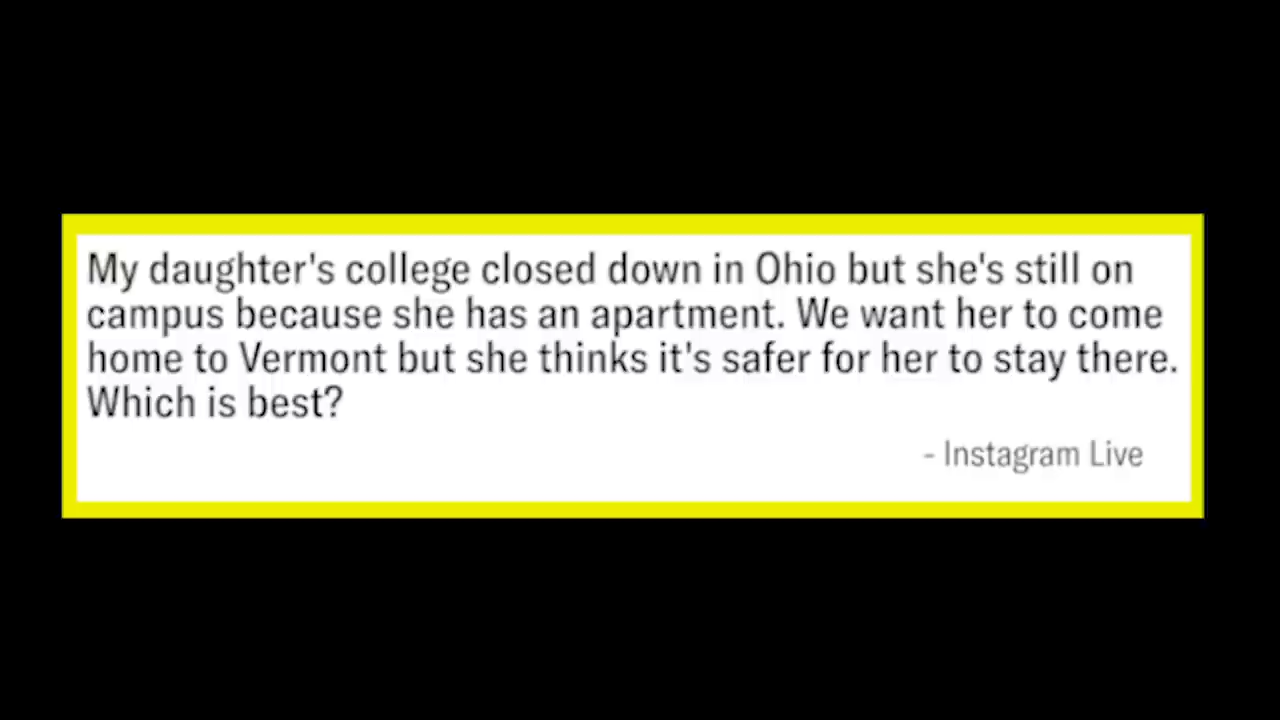 My daughter's college closed down in Ohio but she's still on
campus because she has an apartment. We want her to come
home to Vermont but she thinks it's safer for her to stay there.
Which is best?
- Instagram Live